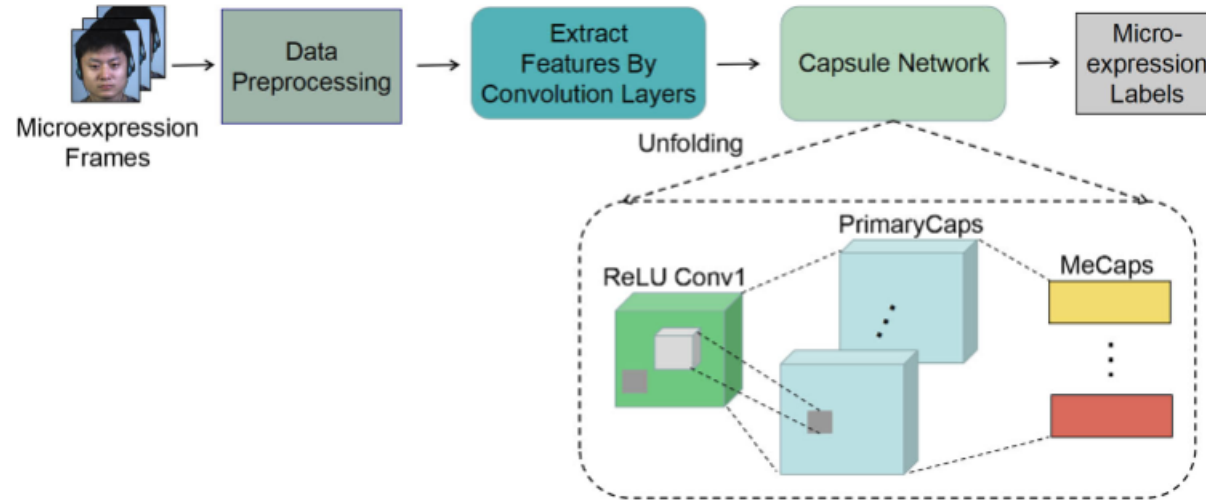 Microexpression
Frames
Data
Preprocessing
Extract
Features By
Convolution Layers
Capsule Network
Micro-
expression
Labels
Unfolding
ReLU Conv1
PrimaryCaps
MeCaps